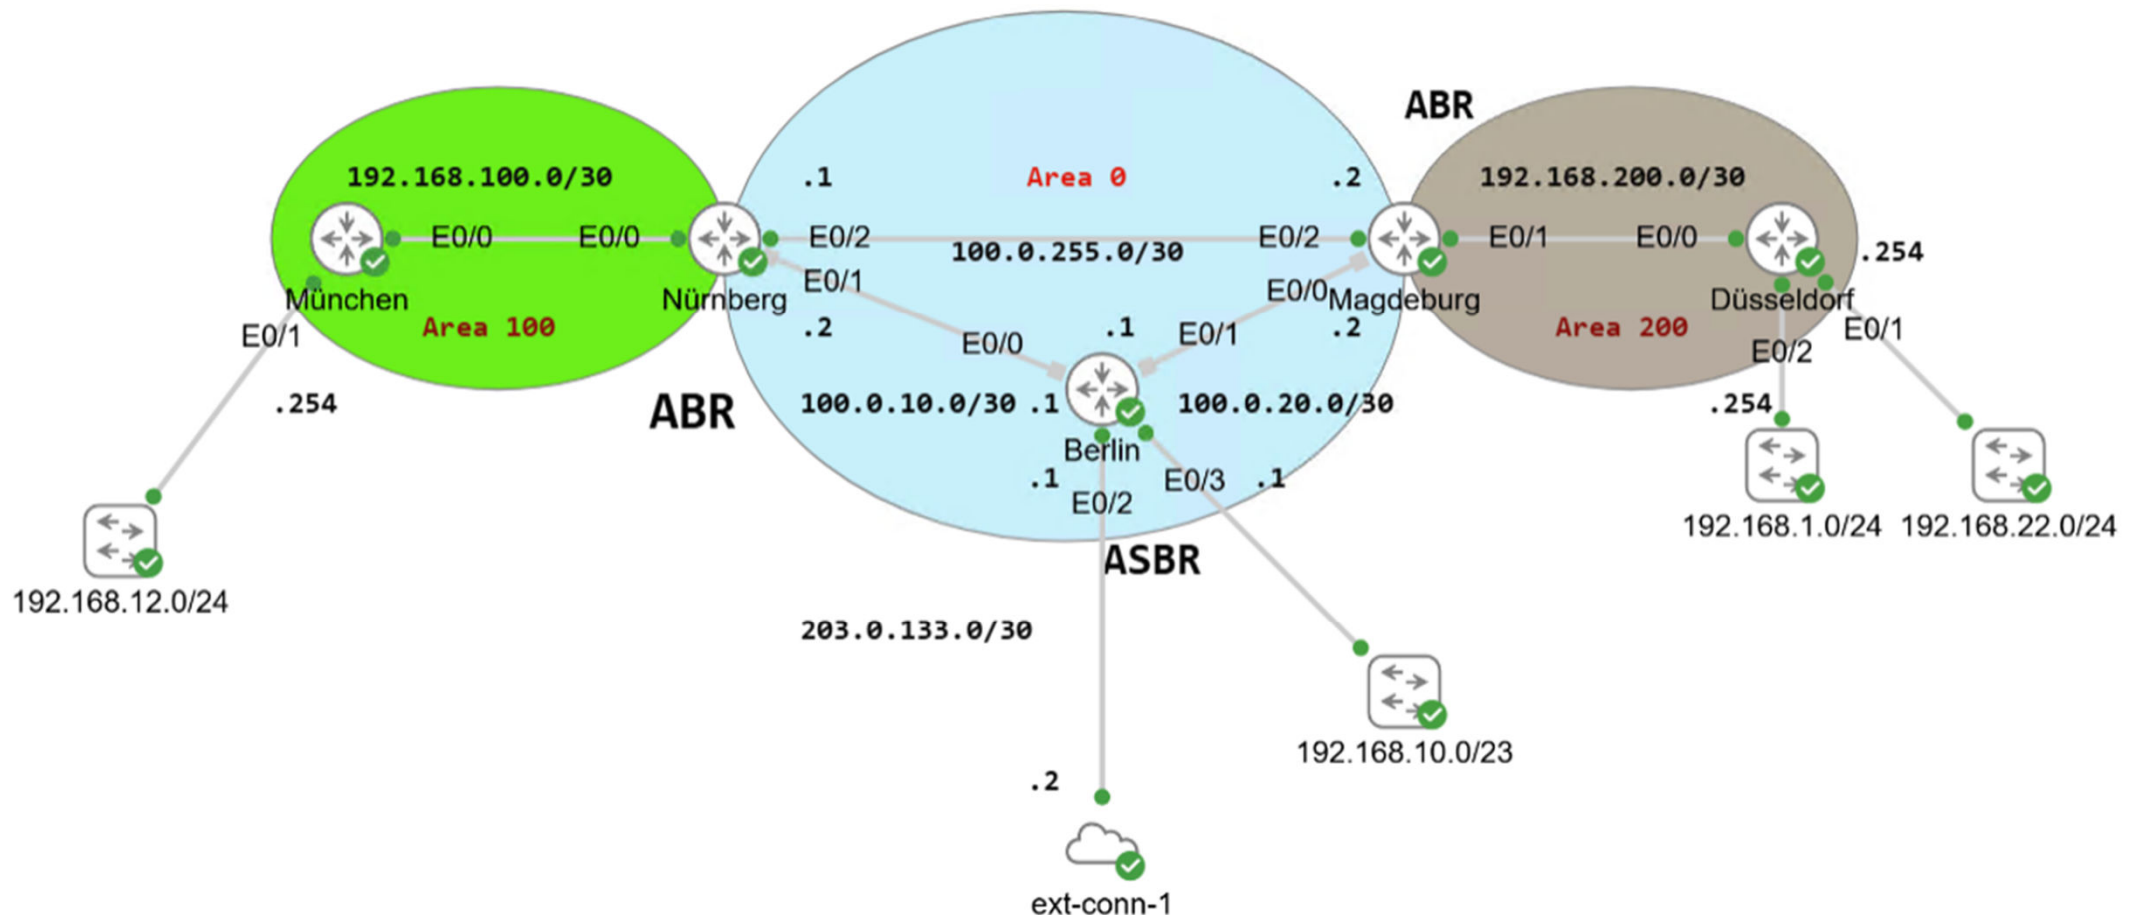 ABR
192.168.100.0/30
.1
Area 0
.2
192.168.200.0/30
E0/0
E0/0
E0/2
100.0.255.0/30
E0/2
E0/1
E0/0
.254
München
Nürnberg
E0/1
E0/0
Magdeburg
Düsseldorf
E0/1
Area 100
.2
E0/0
.1
E0/1
.2
Area 200
E0/2
E0/1
.254
ABR
100.0.10.0/30
.1
100.0.20.0/30
.254
Berlin
.1
E0/2
E0/3
.1
192.168.1.0/24
192.168.22.0/24
ASBR
192.168.12.0/24
203.0.133.0/30
192.168.10.0/23
.2
ext-conn-1